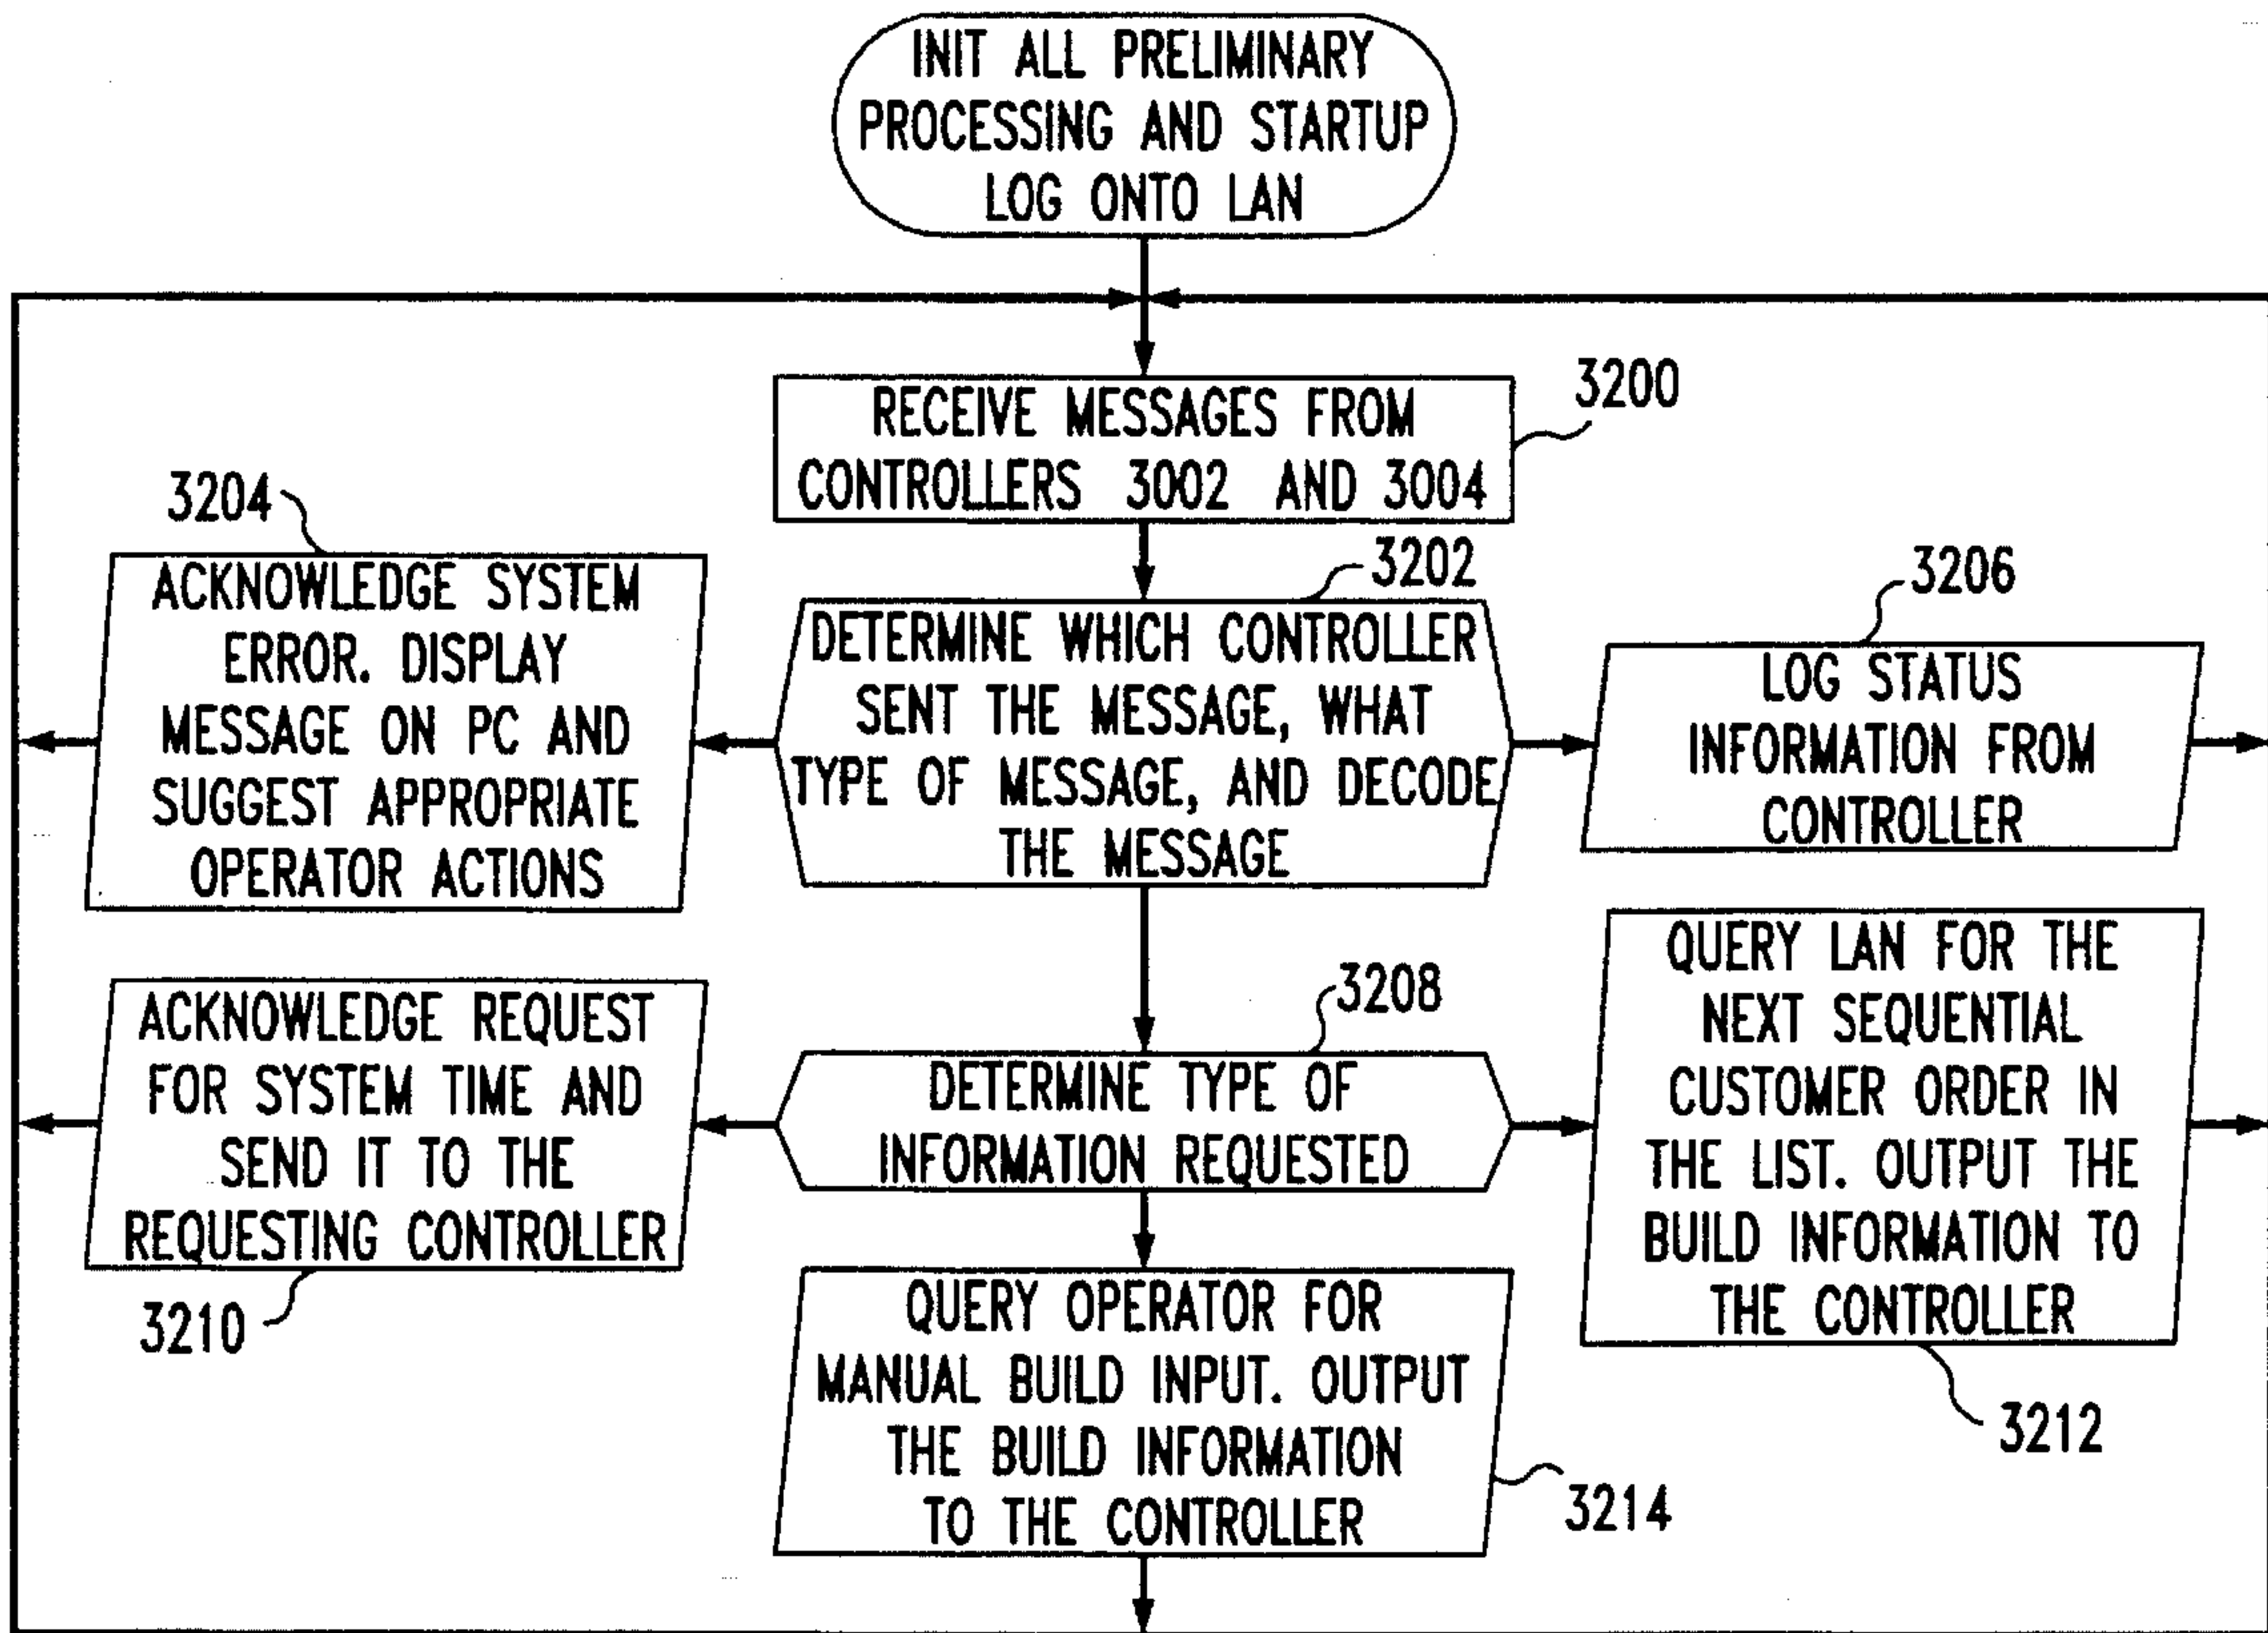 INIT ALL PRELIMINARY
PROCESSING AND STARTUP
LOG ONTO LAN
RECEIVE MESSAGES FROM
CONTROLLERS 3002 AND 3004
3200
3204
ACKNOWLEDGE SYSTEM
ERROR. DISPLAY
MESSAGE ON PC AND
SUGGEST APPROPRIATE
OPERATOR ACTIONS
3202
DETERMINE WHICH CONTROLLER
SENT THE MESSAGE, WHAT
TYPE OF MESSAGE, AND DECODE
THE MESSAGE
3206
LOG STATUS
INFORMATION FROM
CONTROLLER
ACKNOWLEDGE REQUEST
FOR SYSTEM TIME AND
SEND IT TO THE
REQUESTING CONTROLLER
3210
3208
DETERMINE TYPE OF
INFORMATION REQUESTED
QUERY LAN FOR THE
NEXT SEQUENTIAL
CUSTOMER ORDER IN
THE LIST. OUTPUT THE
BUILD INFORMATION TO
THE CONTROLLER
3212
QUERY OPERATOR FOR
MANUAL BUILD INPUT. OUTPUT
THE BUILD INFORMATION
TO THE CONTROLLER
3214